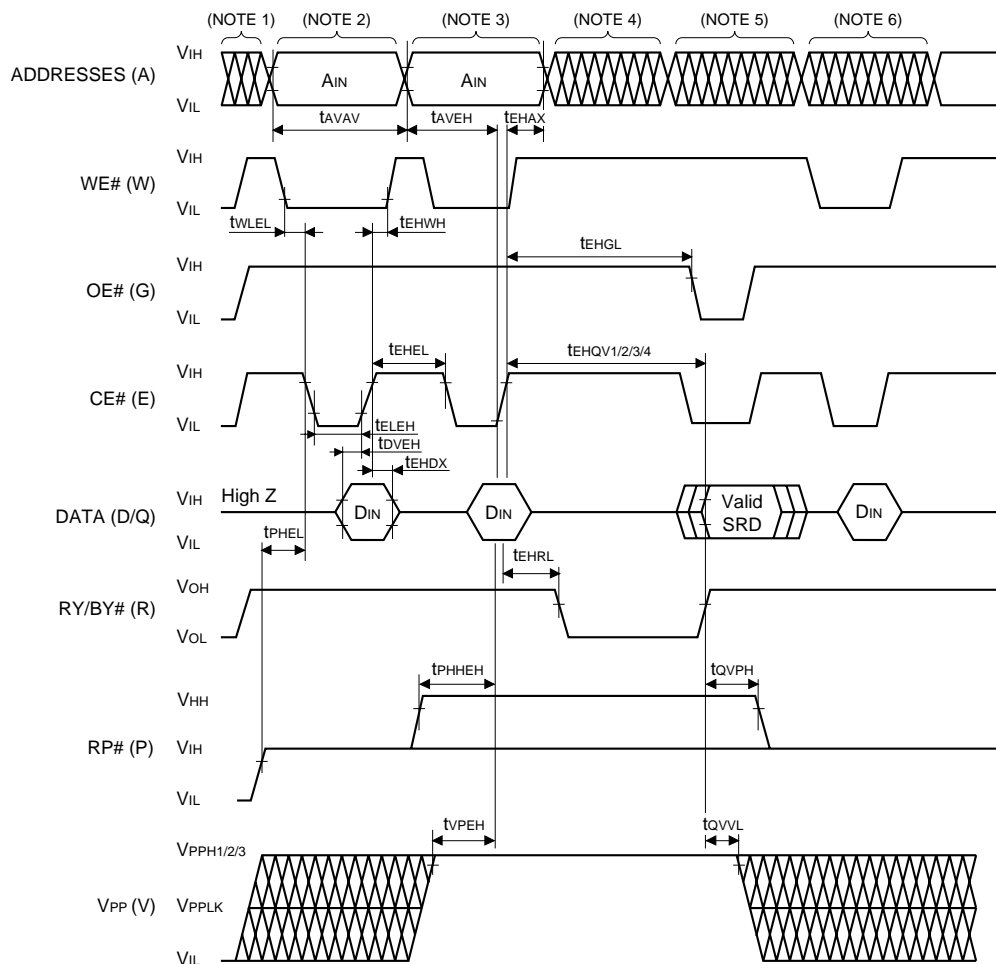 (NOTE 1) (NOTE 2) (NOTE 3) (NOTE 4) (NOTE 5) (NOTE 6)
VIH
ADDRESSES (A) AIN AIN
VIL
tAVAV tAVEH tEHAX
VIH
WE# (W)
VIL
tWLEL tEHWH
tEHGL
VIH
OE# (G)
VIL
tEHEL tEHQV1/2/3/4
VIH
CE# (E)
VIL
tELEH
tDVEH
tEHDX
VIH High Z
DATA (D/Q) DIN DIN Valid SRD DIN
VIL
tPHEL
tEHRL
VOH
RY/BY# (R)
VOL
tPHHEH tQVPH
VHH
RP# (P) VIH
VIL
tVPEH tQVVL
VPPH1/2/3
VPP (V) VPPLK
VIL